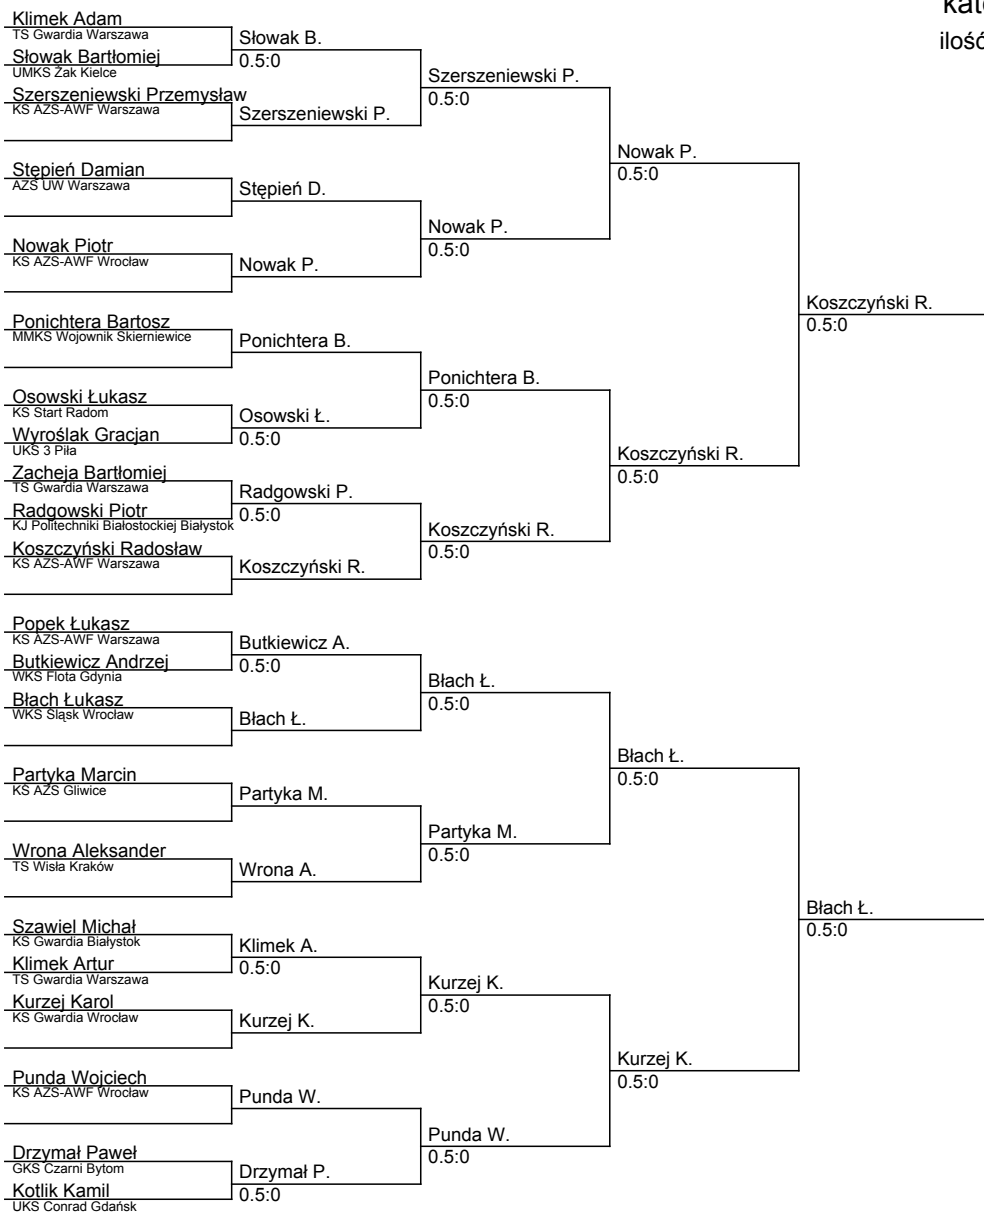 Klimek Adam
TS Gwardia Warszawa
Słowak Bartłomiej
UMKS Żak Kielce
Szerszeniewski Przemysław
KS AZS-AWF Warszawa
Stępień Damian
AZS UW Warszawa
Nowak Piotr
KS AZS-AWF Wrocław
Ponichtera Bartosz
MMKS Wojownik Skierniewice
Osowski Łukasz
KS Start Radom
Wyroślak Gracjan
UKS 3 Piła
Zacheja Bartłomiej
TS Gwardia Warszawa
Radgowski Piotr
KJ Politechniki Białostockiej Białystok
Koszczyński Radosław
KS AZS-AWF Warszawa
Popek Łukasz
KS AZS-AWF Warszawa
Butkiewicz Andrzej
WKS Flota Gdynia
Błach Łukasz
WKS Śląsk Wrocław
Partyka Marcin
KS AZS Gliwice
Wrona Aleksander
TS Wisła Kraków
Szawiel Michał
KS Gwardia Białystok
Klimek Artur
TS Gwardia Warszawa
Kurzej Karol
KS Gwardia Wrocław
Punda Wojciech
KS AZS-AWF Wrocław
Drzymał Paweł
GKS Czarni Bytom
Kotlik Kamil
UKS Conrad Gdańsk
Słowak B.
0.5:0
Szerszeniewski P.
Stępień D.
Nowak P.
Ponichtera B.
Osowski Ł.
0.5:0
Radgowski P.
0.5:0
Koszczyński R.
Butkiewicz A.
0.5:0
Błach Ł.
Partyka M.
Wrona A.
Klimek A.
0.5:0
Kurzej K.
Punda W.
Drzymał P.
0.5:0
Szerszeniewski P.
0.5:0
Nowak P.
0.5:0
Ponichtera B.
0.5:0
Koszczyński R.
0.5:0
Błach Ł.
0.5:0
Partyka M.
0.5:0
Kurzej K.
0.5:0
Punda W.
0.5:0
Nowak P.
0.5:0
Koszczyński R.
0.5:0
Błach Ł.
0.5:0
Kurzej K.
0.5:0
Koszczyński R.
0.5:0
Błach Ł.
0.5:0
ilość